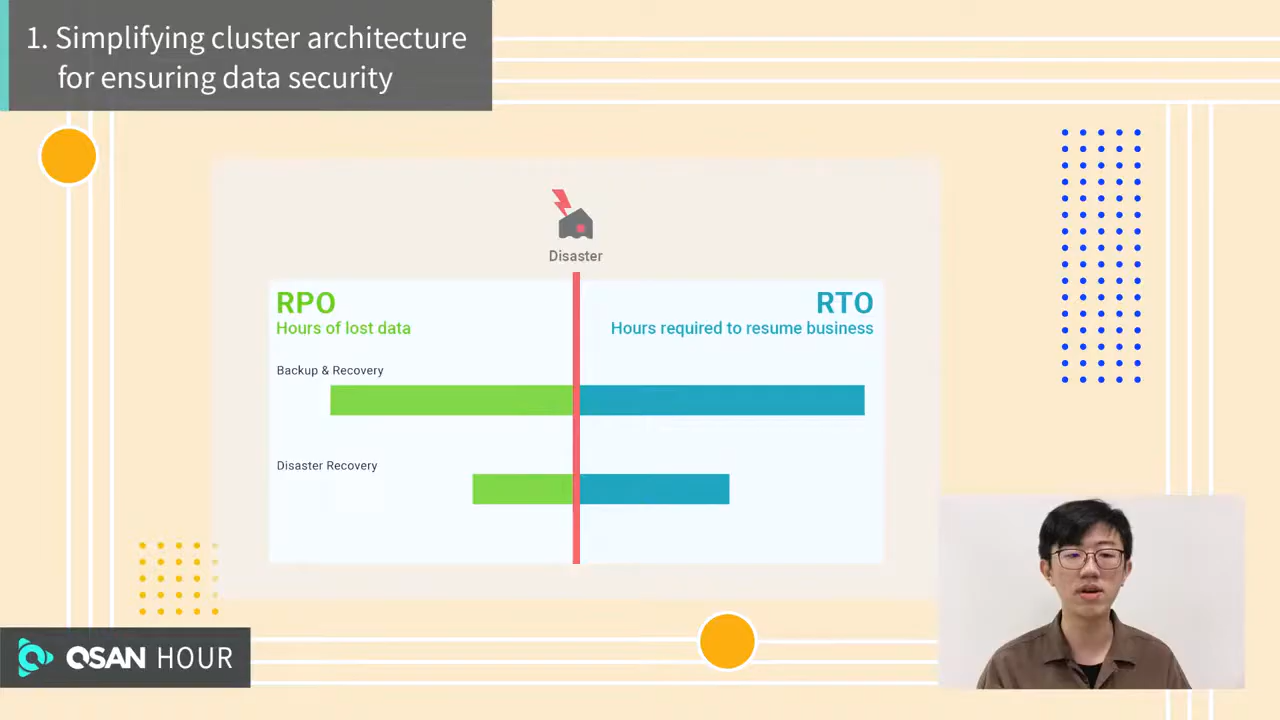 1. Simplifying cluster architecture
for ensuring data security
Disaster
RPO
Hours of lost data
RTO
Hours required to resume business
Backup & Recovery
Disaster Recovery
QSAN HOUR